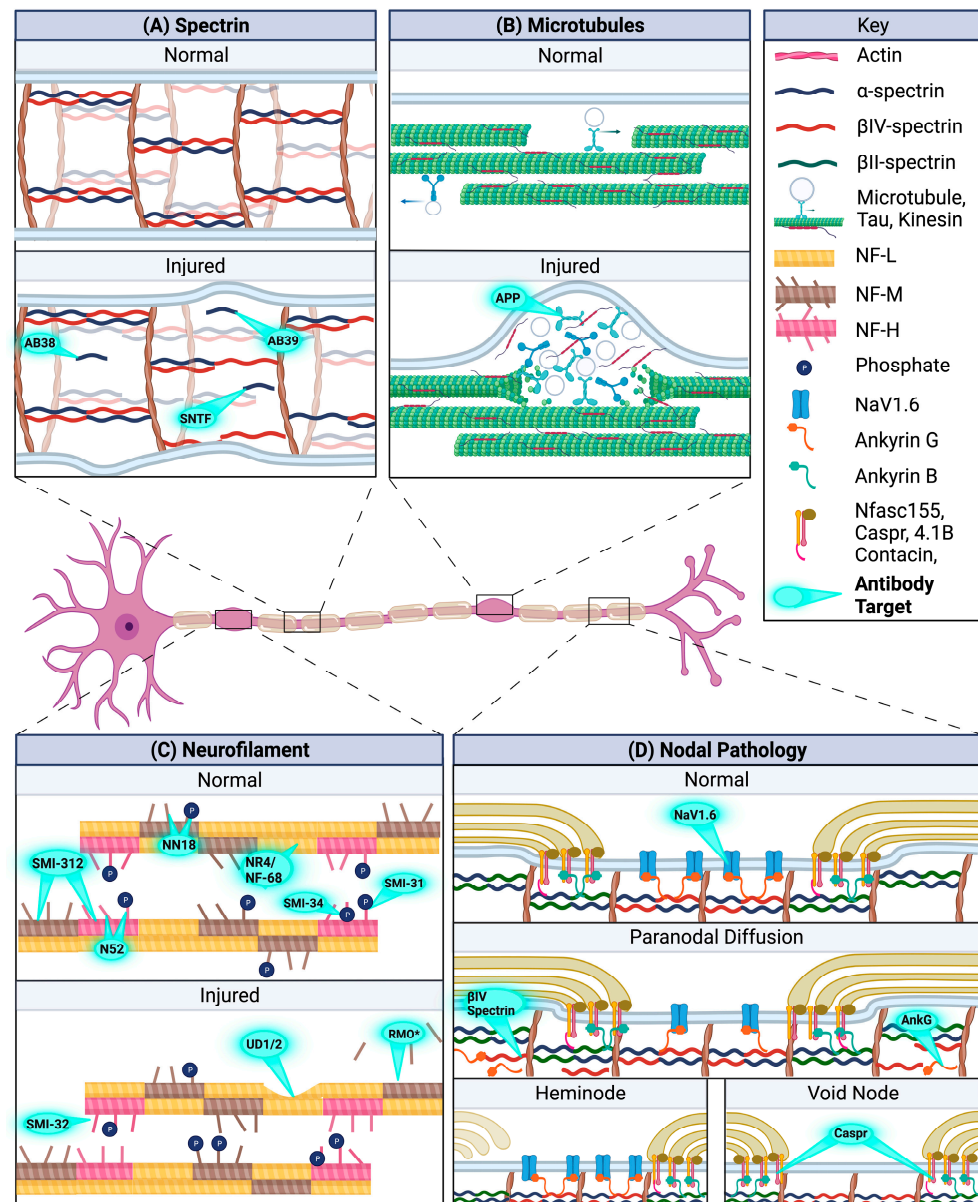 (A) Spectrin
Normal
Injured
AB38
AB39
SNTF
(B) Microtubules
Normal
Injured
APP
Key
Actin
α-spectrin
βIV-spectrin
βII-spectrin
Microtubule,
Tau, Kinesin
NF-L
NF-M
NF-H
P
Phosphate
NaV1.6
Ankyrin G
Ankyrin B
Nfasc155,
Caspr, 4.1B
Contacin,
Antibody
Target
(C) Neurofilament
Normal
P
NN18
SMI-312
NR4/
NF-68
P
SMI-31
SMI-34
P
P
P
P
N52
P
Injured
RMO*
UD1/2
P
SMI-32
P
P
P
P
P
(D) Nodal Pathology
Normal
NaV1.6
Paranodal Diffusion
βIV
Spectrin
AnkG
Heminode
Void Node
Caspr